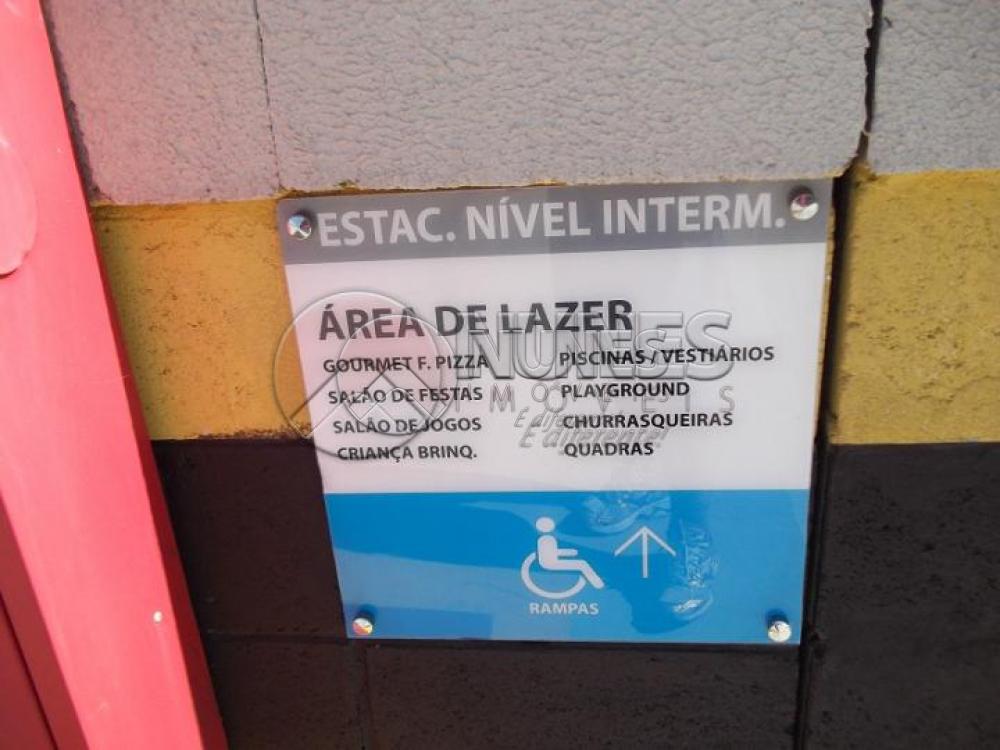 ESTAC. NÍVEL INTERM.
ÁREA DE LAZER
GOURMET F. PIZZA
SALÃO DE FESTAS
SALÃO DE JOGOS
CRIANÇA BRINQ.
PISCINAS / VESTIÁRIOS
PLAYGROUND
CHURRASQUEIRAS
QUADRAS
RAMPAS
NUNES
IMÓVEIS
É diferente!